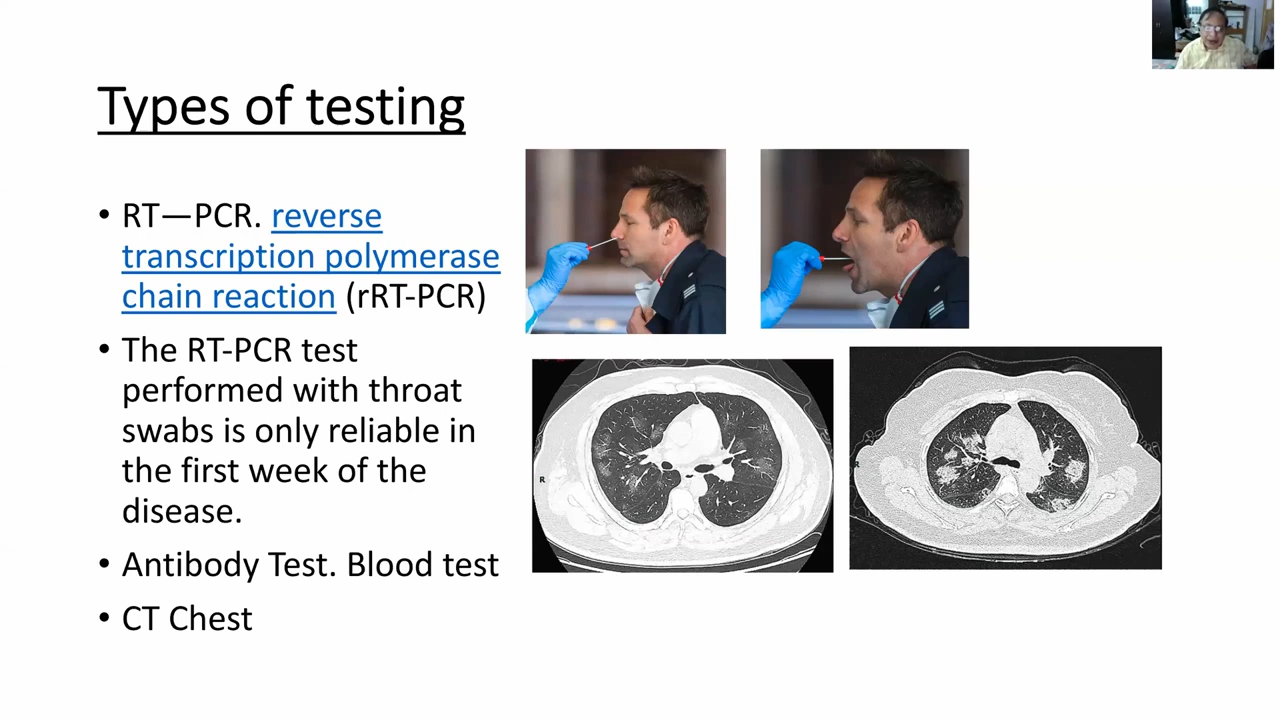 Types of testing
• RT—PCR. reverse
transcription polymerase
chain reaction (rRT-PCR)
• The RT-PCR test
performed with throat
swabs is only reliable in
the first week of the
disease.
• Antibody Test. Blood test
• CT Chest
R
R